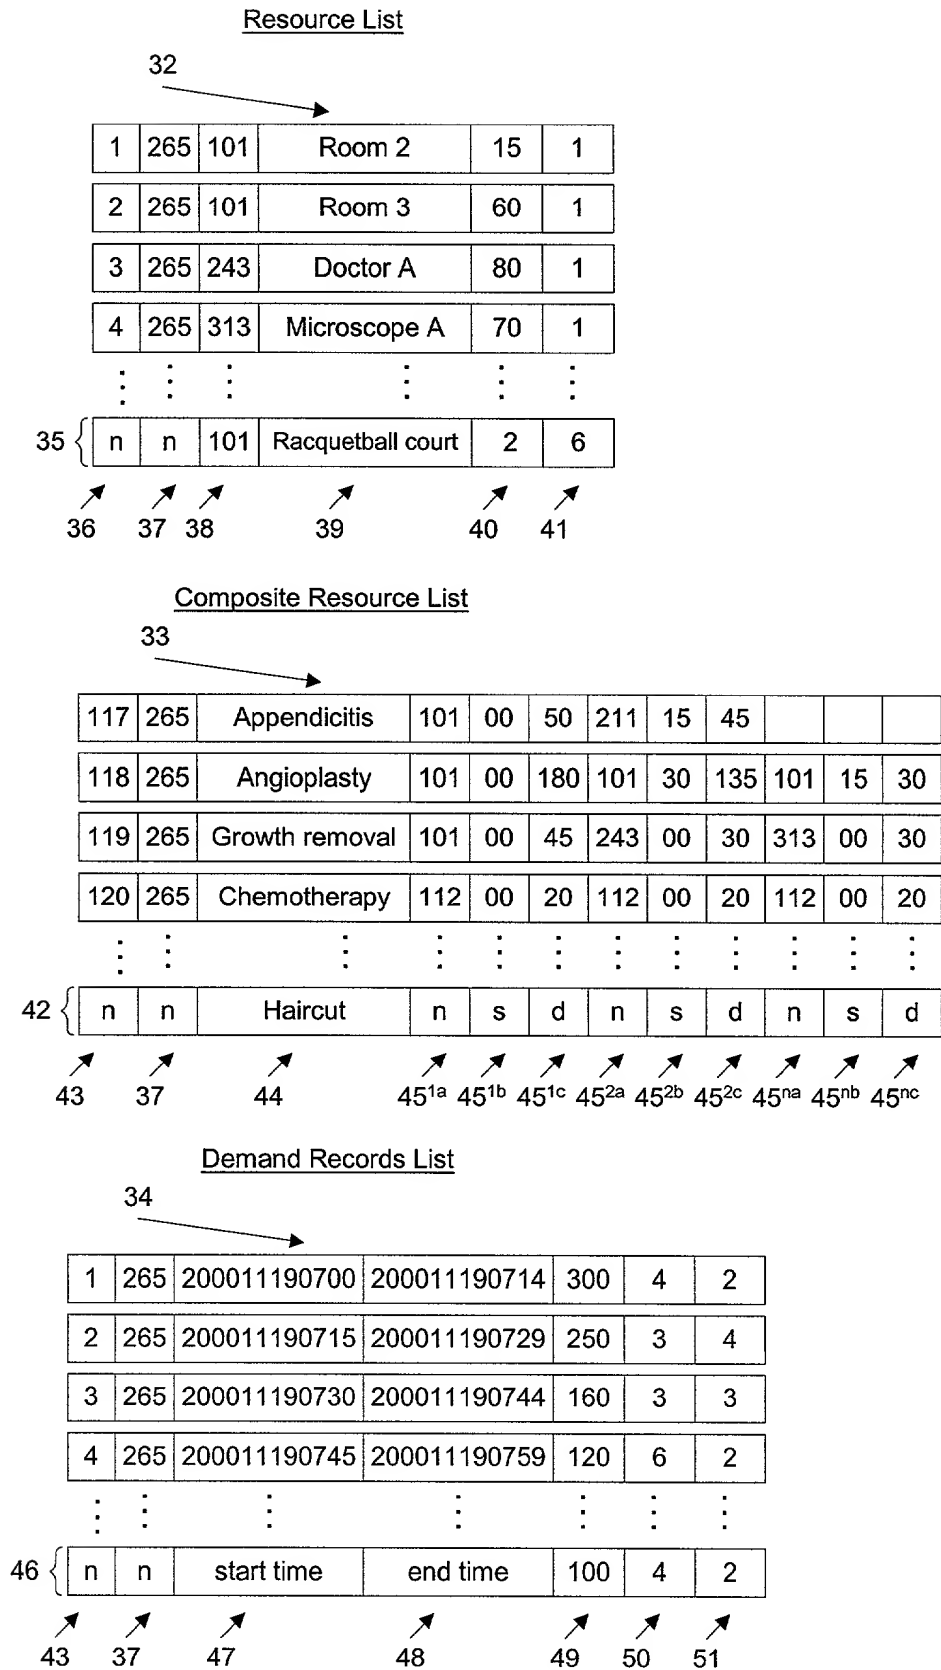 Resource List
32
1 265 101 Room 2 15 1
2 265 101 Room 3 60 1
3 265 243 Doctor A 80 1
4 265 313 Microscope A 70 1
35 { n n 101 Racquetball court 2 6
36 37 38 39 40 41
Composite Resource List
33
117 265 Appendicitis 101 00 50 211 15 45
118 265 Angioplasty 101 00 180 101 30 135 101 15 30
119 265 Growth removal 101 00 45 243 00 30 313 00 30
120 265 Chemotherapy 112 00 20 112 00 20 112 00 20
42 { n n Haircut n s d n s d n s d
43 37 44 45^1a 45^1b 45^1c 45^2a 45^2b 45^2c 45^na 45^nb 45^nc
Demand Records List
34
1 265 200011190700 200011190714 300 4 2
2 265 200011190715 200011190729 250 3 4
3 265 200011190730 200011190744 160 3 3
4 265 200011190745 200011190759 120 6 2
46 { n n start time end time 100 4 2
43 37 47 48 49 50 51